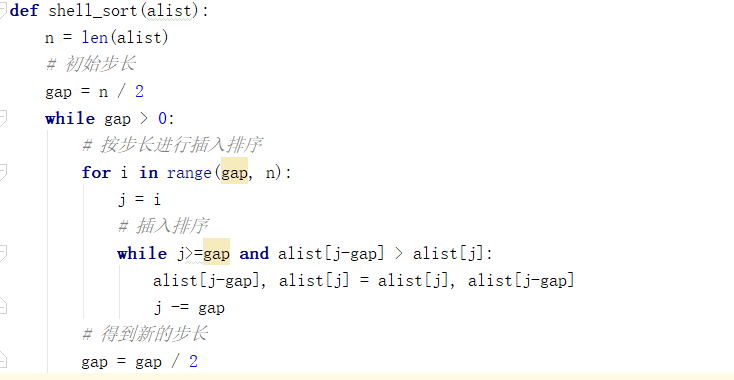 def shell_sort(alist):
    n = len(alist)
    # 初始步长
    gap = n / 2
    while gap > 0:
        # 按步长进行插入排序
        for i in range(gap, n):
            j = i
            # 插入排序
            while j>=gap and alist[j-gap] > alist[j]:
                alist[j-gap], alist[j] = alist[j], alist[j-gap]
                j -= gap
        # 得到新的步长
        gap = gap / 2